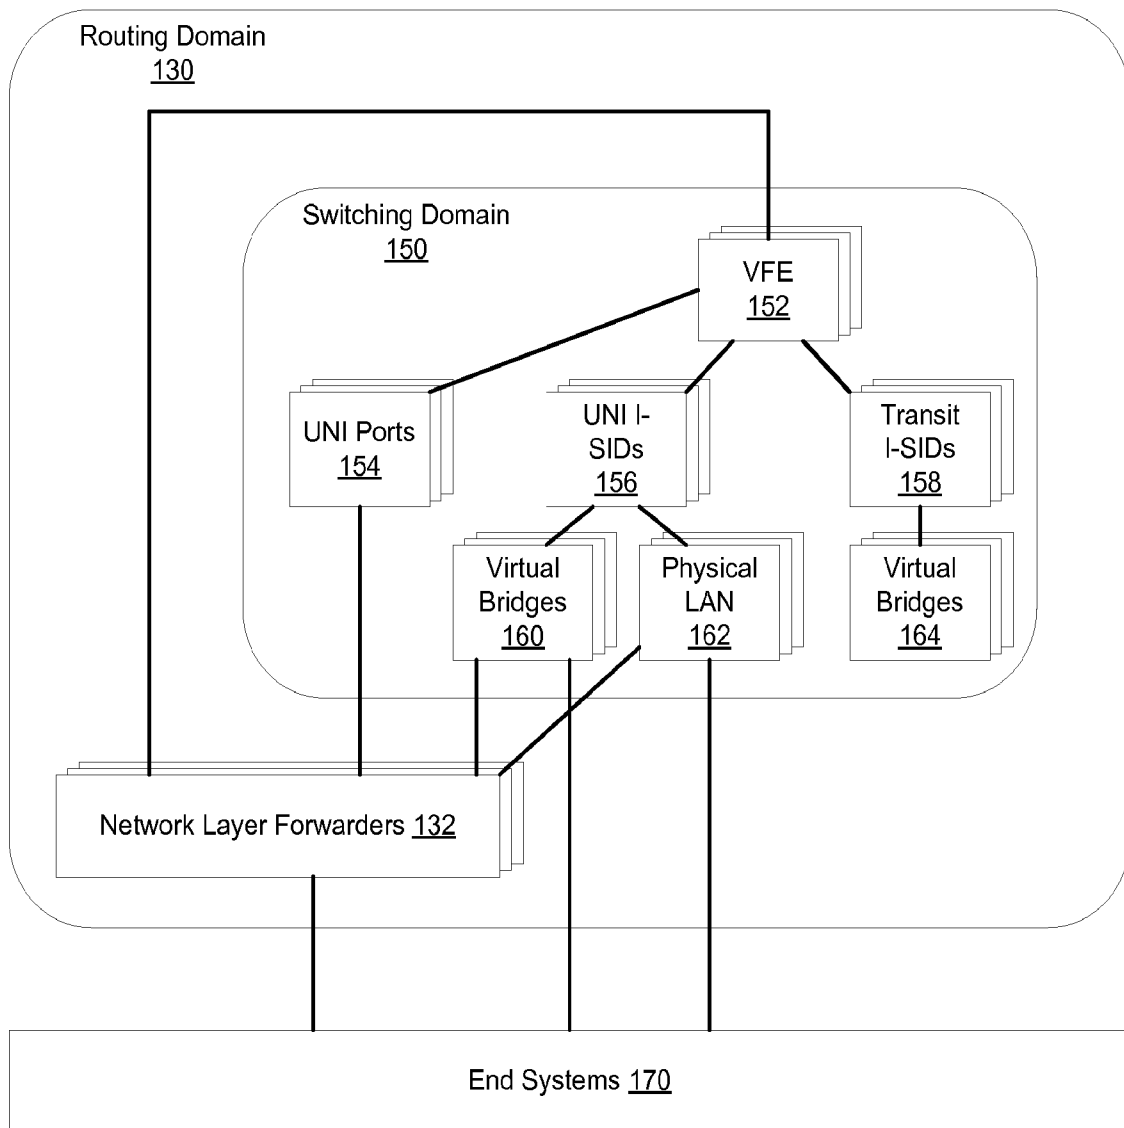 Routing Domain
130
Switching Domain
150
VFE
152
UNI Ports
154
UNI I-
SIDs
156
Transit
I-SIDs
158
Virtual
Bridges
160
Physical
LAN
162
Virtual
Bridges
164
Network Layer Forwarders 132
End Systems 170